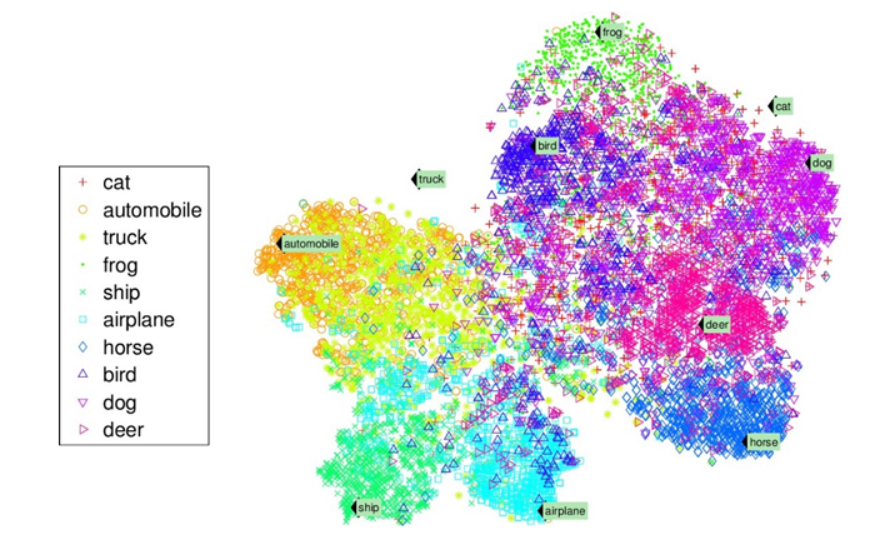 cat
automobile
truck
frog
ship
airplane
horse
bird
dog
deer
frog
cat
bird
dog
truck
automobile
deer
horse
ship
airplane